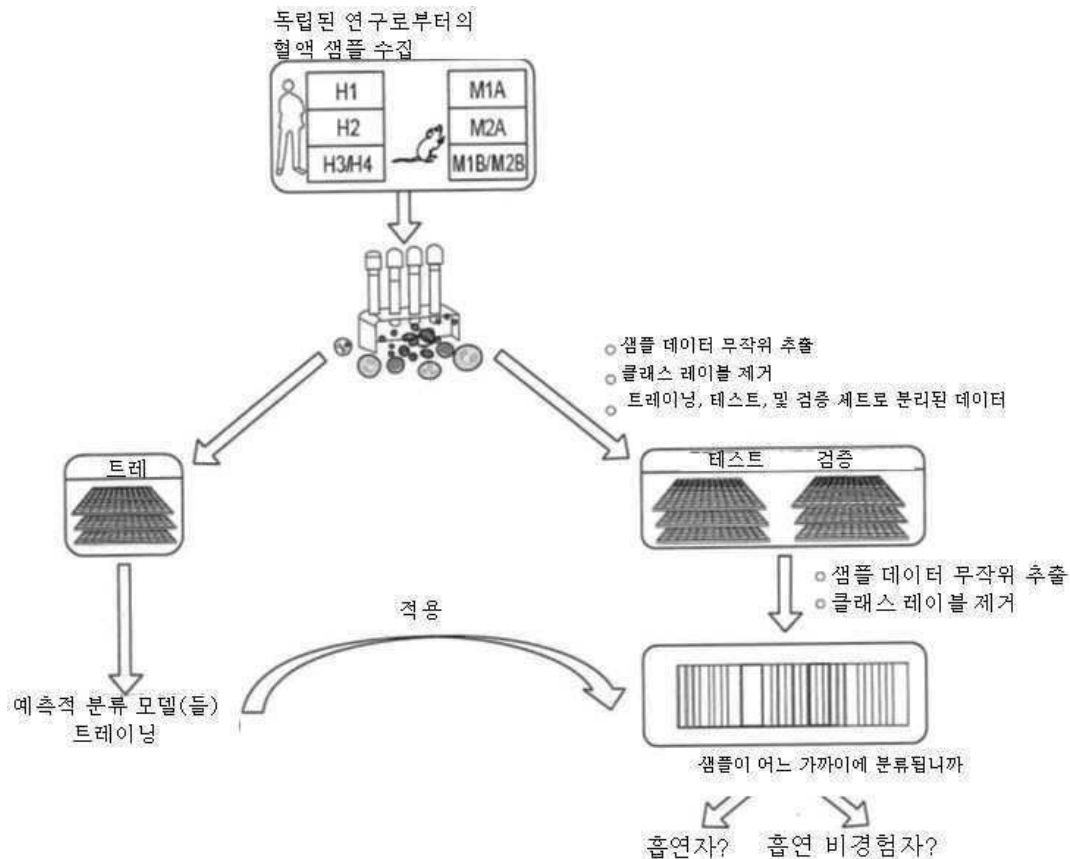 독립된 연구로부터의
혈액 샘플 수집
H1
H2
H3/H4
M1A
M2A
M1B/M2B
샘플 데이터 무작위 추출
클래스 레이블 제거
트레이닝, 테스트, 및 검증 세트로 분리된 데이터
트레
테스트 검증
샘플 데이터 무작위 추출
클래스 레이블 제거
적용
예측적 분류 모델(들)
트레이닝
샘플이 어느 가까이에 분류됩니까
흡연자? 흡연 비경험자?